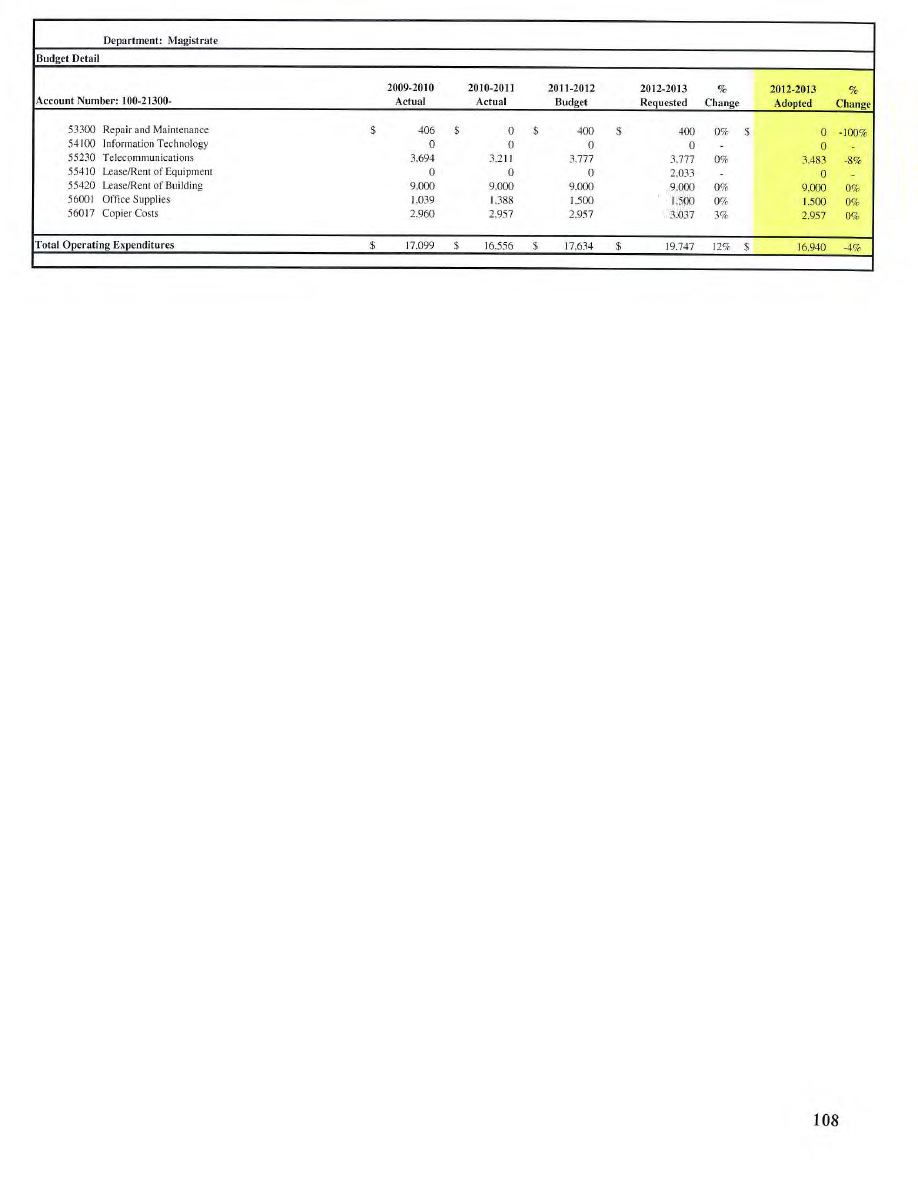 Department: Magistrate
Budget Detail
2009-2010 2010-2011 2011-2012 2012-2013 % 2012-2013 %
Account Number: 100-21300- Actual Actual Budget Requested Change Adopted Change
53300 Repair and Maintenance $ 406 $ 0 $ 400 $ 400 0% $ 0 -100%
54100 Information Technology 0 0 0 0 - 0 -
55230 Telecommunications 3,694 3,211 3,777 3,777 0% 3,483 -8%
55410 Lease/Rent of Equipment 0 0 0 2,033 - 0 -
55420 Lease/Rent of Building 9,000 9,000 9,000 9,000 0% 9,000 0%
56001 Office Supplies 1,039 1,388 1,500 1,500 0% 1,500 0%
56017 Copier Costs 2,960 2,957 2,957 3,037 3% 2,957 0%
Total Operating Expenditures $ 17,099 $ 16,556 $ 17,634 $ 19,747 12% $ 16,940 -4%
108